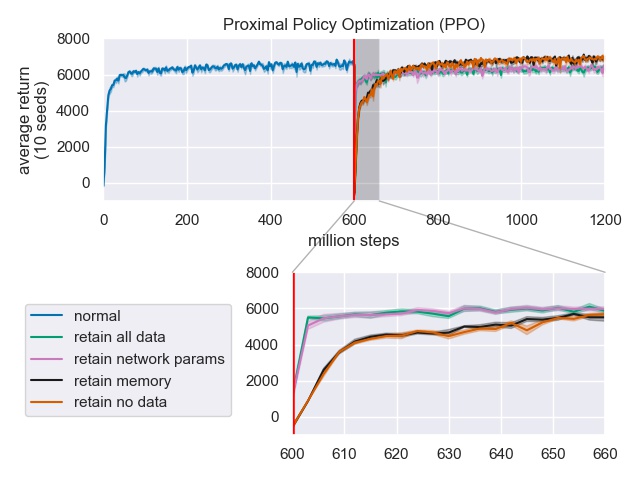 Proximal Policy Optimization (PPO)
average return
(10 seeds)
8000
6000
4000
2000
0
0 200 400 600 800 1000 1200
million steps
8000
6000
4000
2000
0
600 610 620 630 640 650 660
normal
retain all data
retain network params
retain memory
retain no data